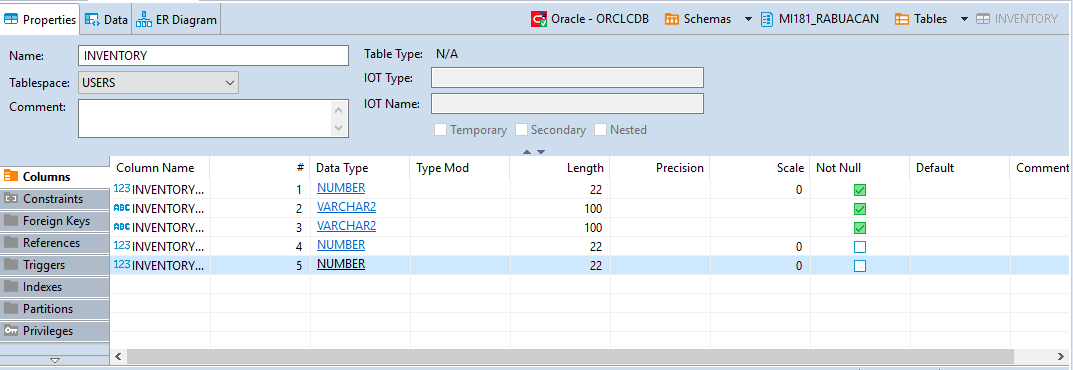 Properties Data ER Diagram Oracle - ORCLCDB Schemas MI181_RABUACAN Tables INVENTORY
Name: INVENTORY Table Type: N/A
Tablespace: USERS IOT Type:
Comment: IOT Name:
Temporary Secondary Nested
Columns Column Name # Data Type Type Mod Length Precision Scale Not Null Default Comment
123 INVENTORY... 1 NUMBER 22 0
Constraints ABC INVENTORY... 2 VARCHAR2 100
Foreign Keys ABC INVENTORY... 3 VARCHAR2 100
References 123 INVENTORY... 4 NUMBER 22 0
Triggers 123 INVENTORY... 5 NUMBER 22 0
Indexes
Partitions
Privileges